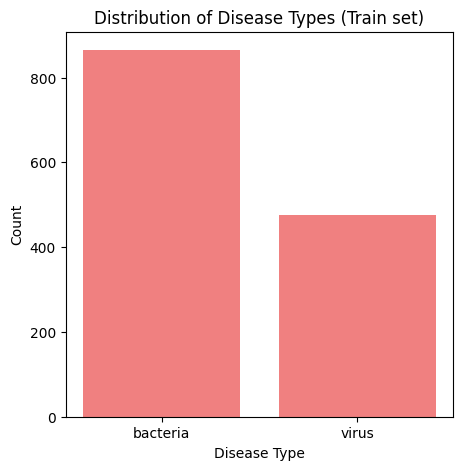 Distribution of Disease Types (Train set)
800
600
400
200
0
Count
bacteria
virus
Disease Type